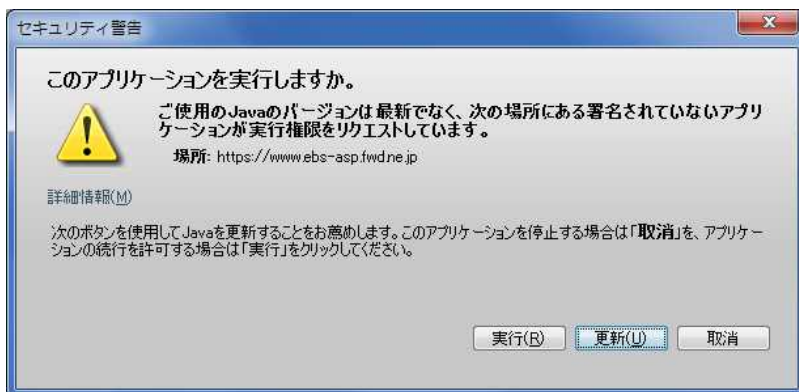 セキュリティ警告
このアプリケーションを実行しますか。
ご使用のJavaのバージョンは最新でなく、次の場所にある署名されていないアプリ
ケーションが実行権限をリクエストしています。
場所: https://www.ebs-asp.fwd.ne.jp
詳細情報(M)
次のボタンを使用してJavaを更新することをお薦めします。このアプリケーションを停止する場合は「取消」を、アプリケー
ションの続行を許可する場合は「実行」をクリックしてください。
実行(R) 更新(U) 取消